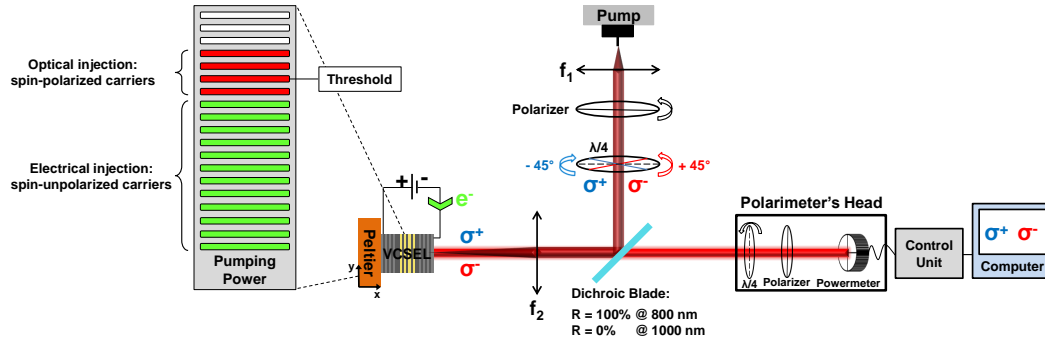 Optical injection:
spin-polarized carriers
Electrical injection:
spin-unpolarized carriers
Pumping
Power
Threshold
+ -
e-
Peltier
VCSEL
y
x
σ+
σ-
Pump
f1
Polarizer
λ/4
- 45°
+ 45°
σ+ σ-
f2
Dichroic Blade:
R = 100% @ 800 nm
R = 0% @ 1000 nm
Polarimeter's Head
λ/4
Polarizer
Powermeter
Control
Unit
σ+ σ-
Computer